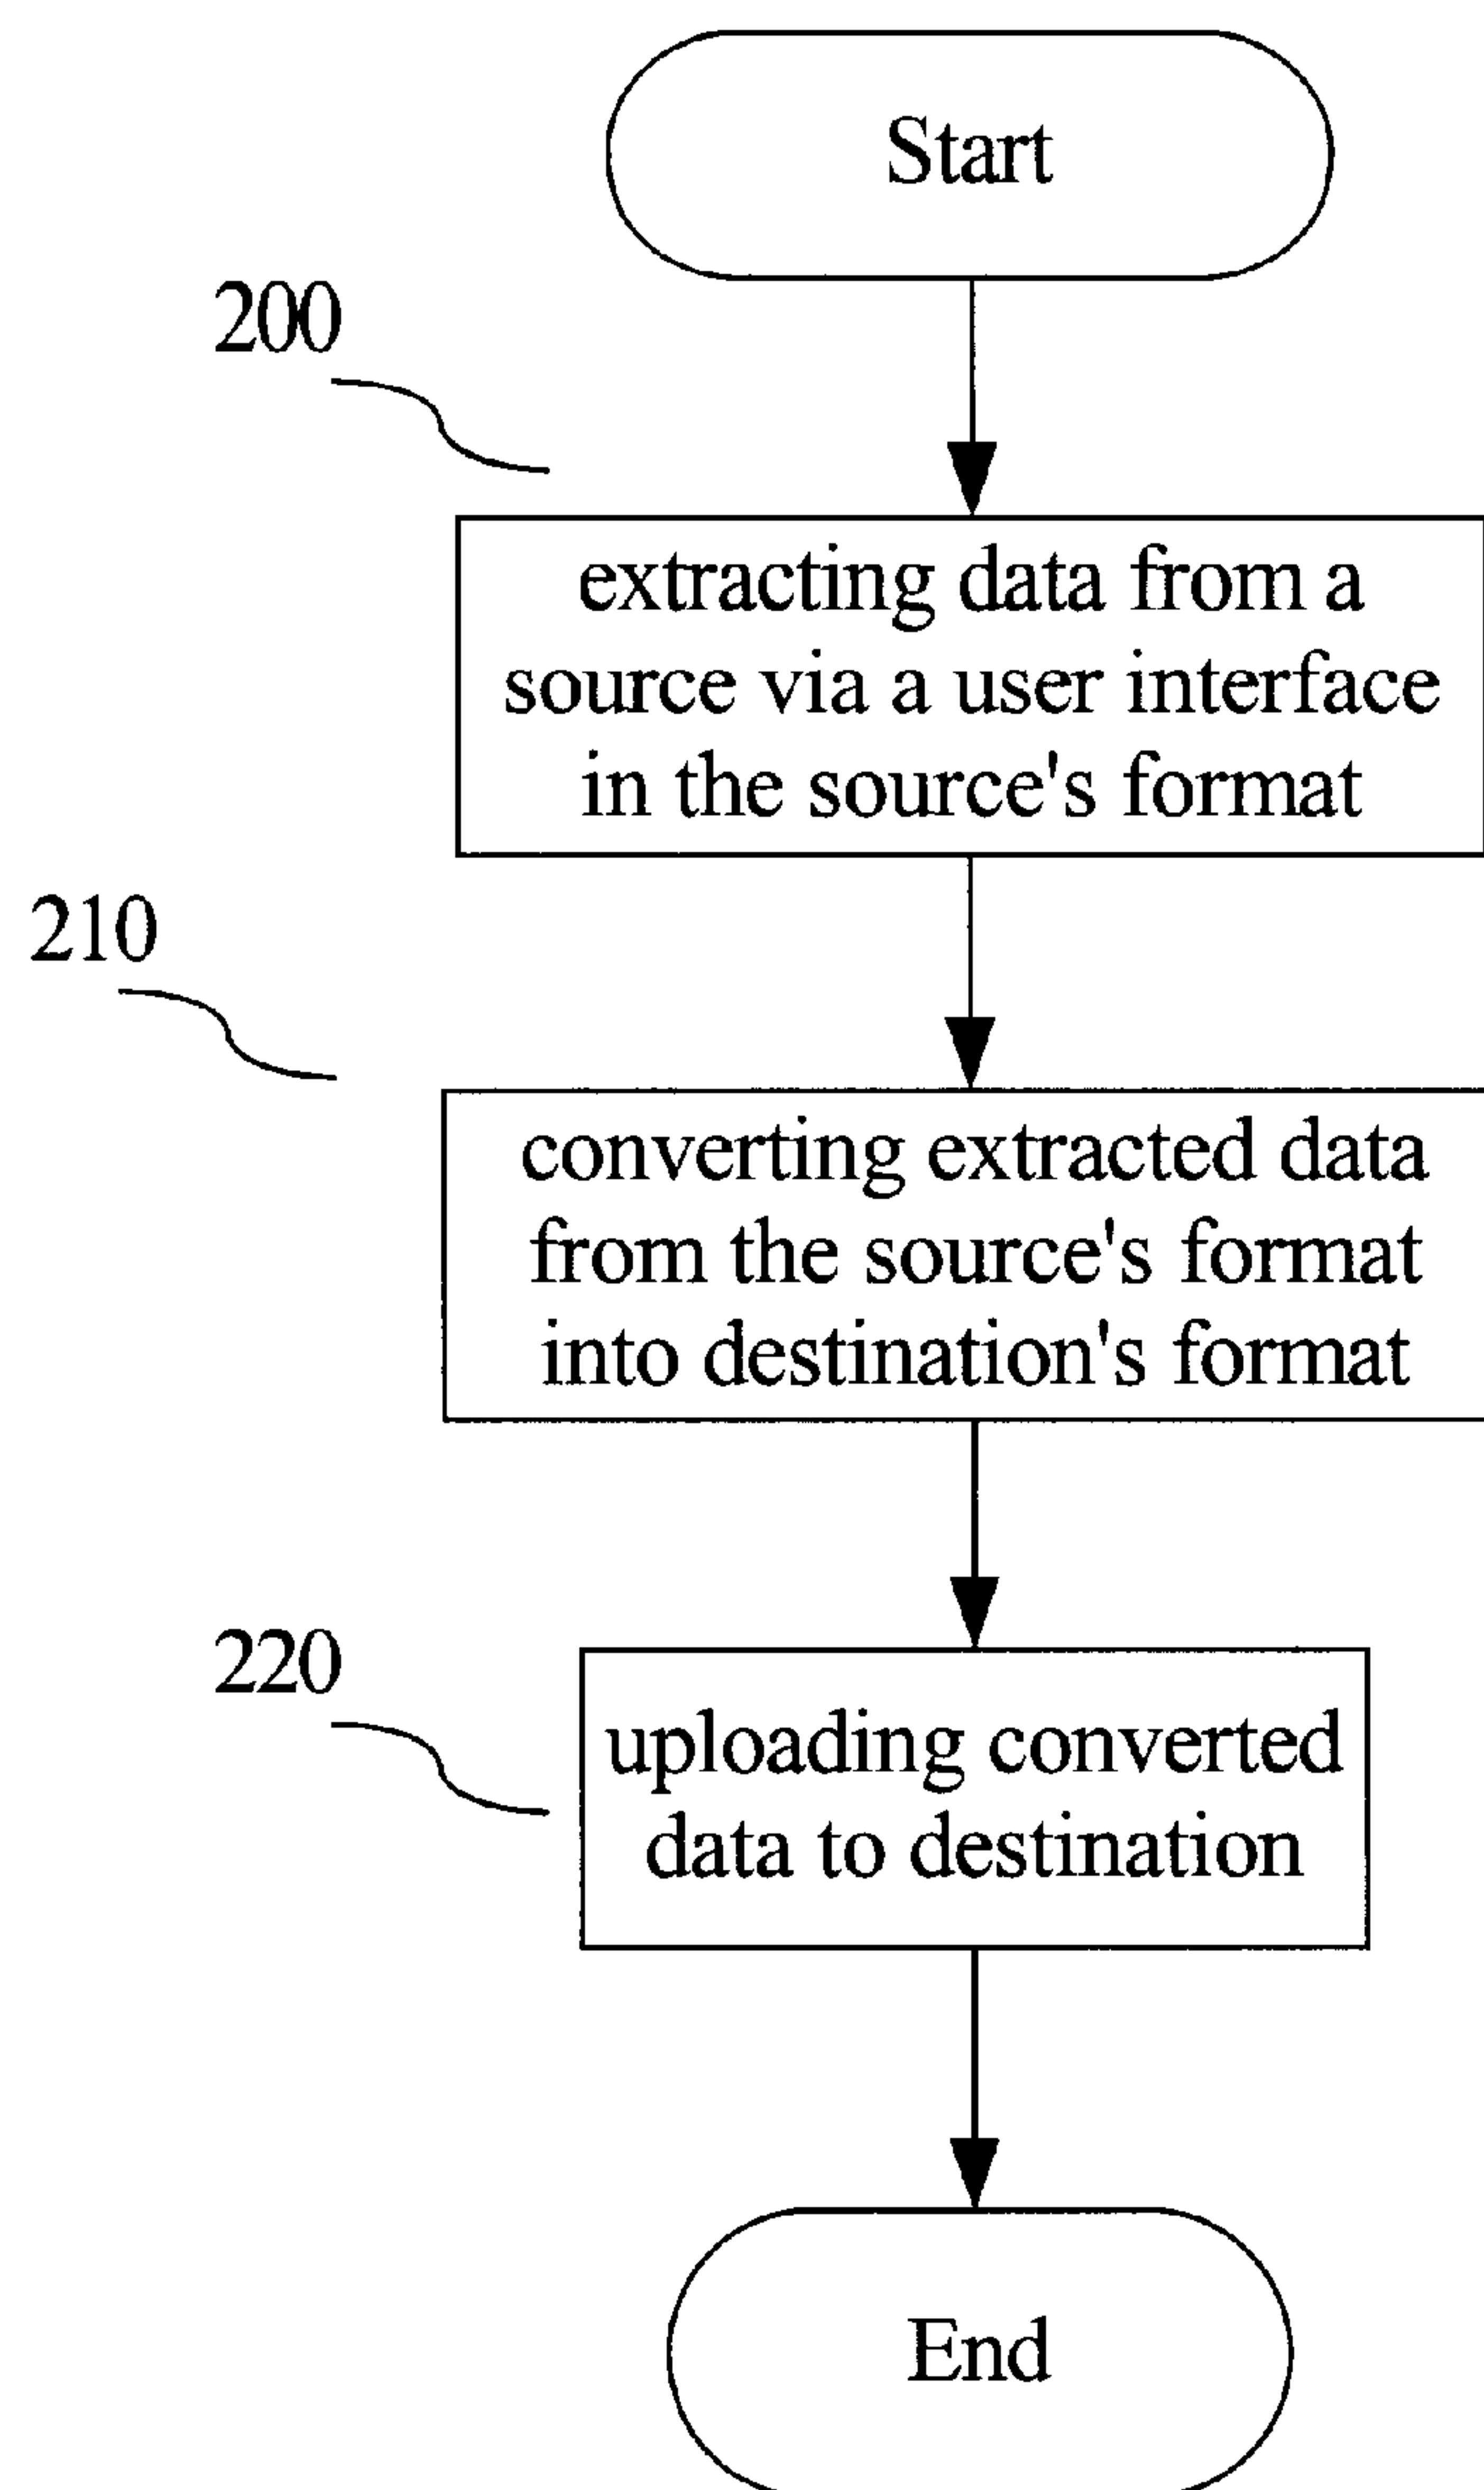 Start
200
extracting data from a
source via a user interface
in the source's format
210
converting extracted data
from the source's format
into destination's format
220
uploading converted
data to destination
End